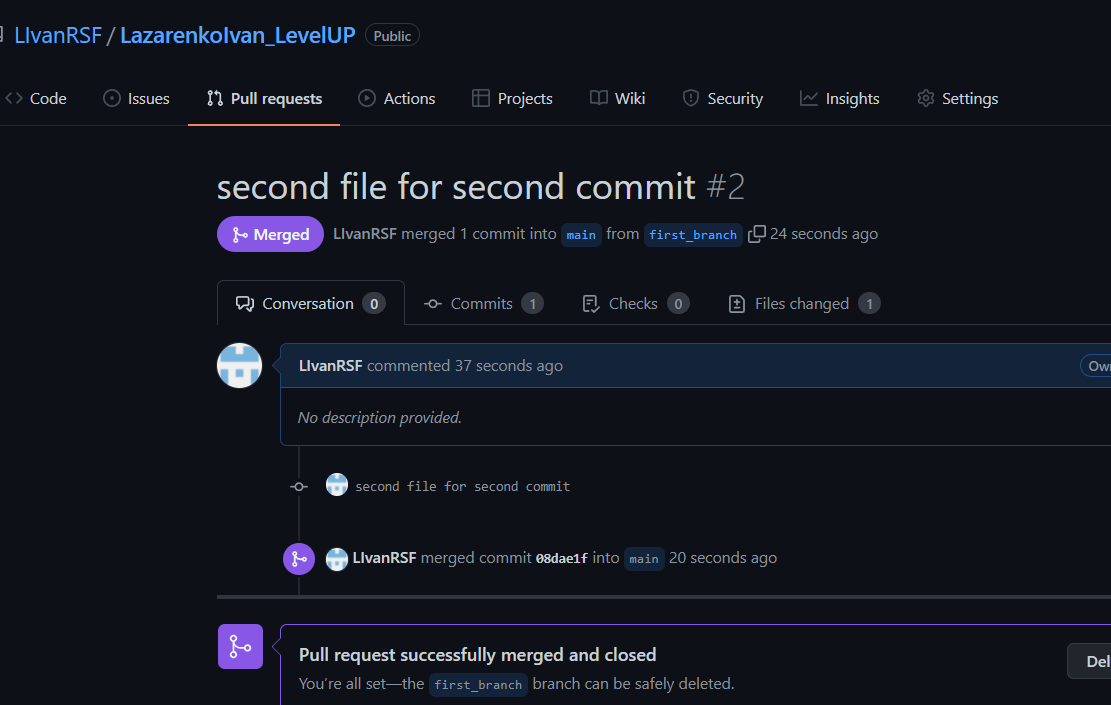 LIvanRSF / LazarenkoIvan_LevelUP Public
Code Issues Pull requests Actions Projects Wiki Security Insights Settings
second file for second commit #2
Merged LIvanRSF merged 1 commit into main from first_branch 24 seconds ago
Conversation 0 Commits 1 Checks 0 Files changed 1
LIvanRSF commented 37 seconds ago
No description provided.
second file for second commit
LIvanRSF merged commit 08dae1f into main 20 seconds ago
Pull request successfully merged and closed
You're all set—the first_branch branch can be safely deleted.